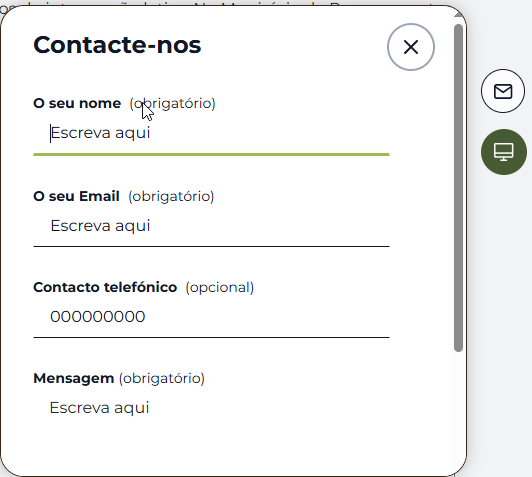 Contacte-nos
O seu nome (obrigatório)
Escreva aqui
O seu Email (obrigatório)
Escreva aqui
Contacto telefónico (opcional)
000000000
Mensagem (obrigatório)
Escreva aqui